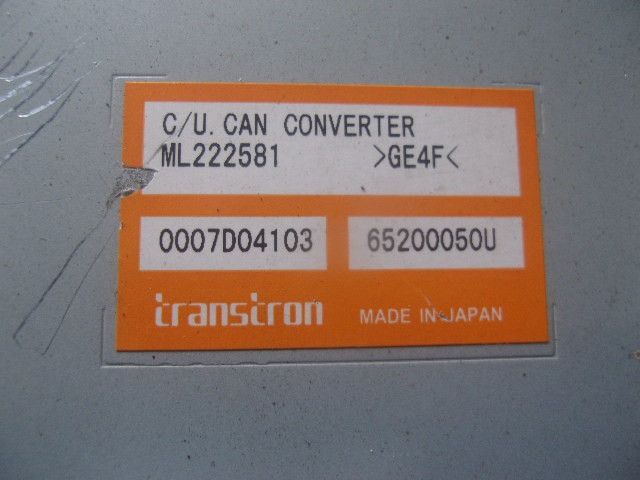 C/U. CAN CONVERTER
ML222581 >GE4F<
0007D04103 65200050U
transtron MADE IN JAPAN